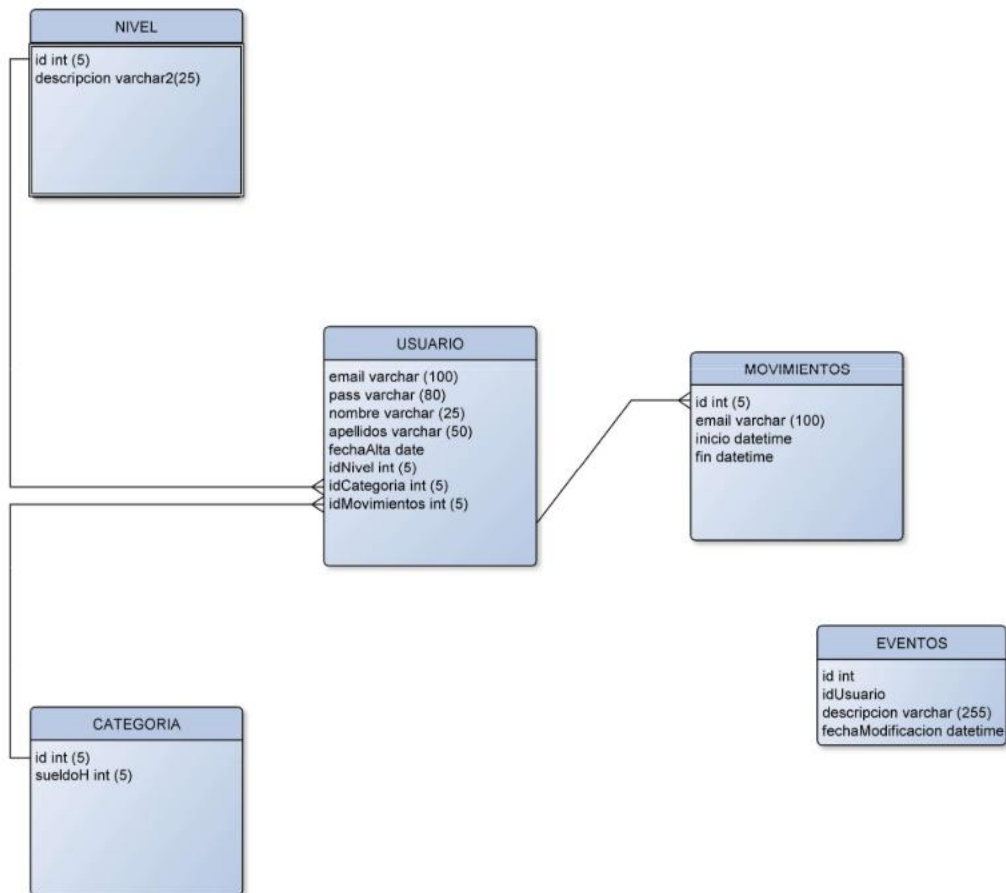 NIVEL
id int (5)
descripcion varchar2(25)
USUARIO
email varchar (100)
pass varchar (80)
nombre varchar (25)
apellidos varchar (50)
fechaAlta date
idNivel int (5)
idCategoria int (5)
idMovimientos int (5)
MOVIMIENTOS
id int (5)
email varchar (100)
inicio datetime
fin datetime
EVENTOS
id int
idUsuario
descripcion varchar (255)
fechaModificacion datetime
CATEGORIA
id int (5)
sueldoH int (5)